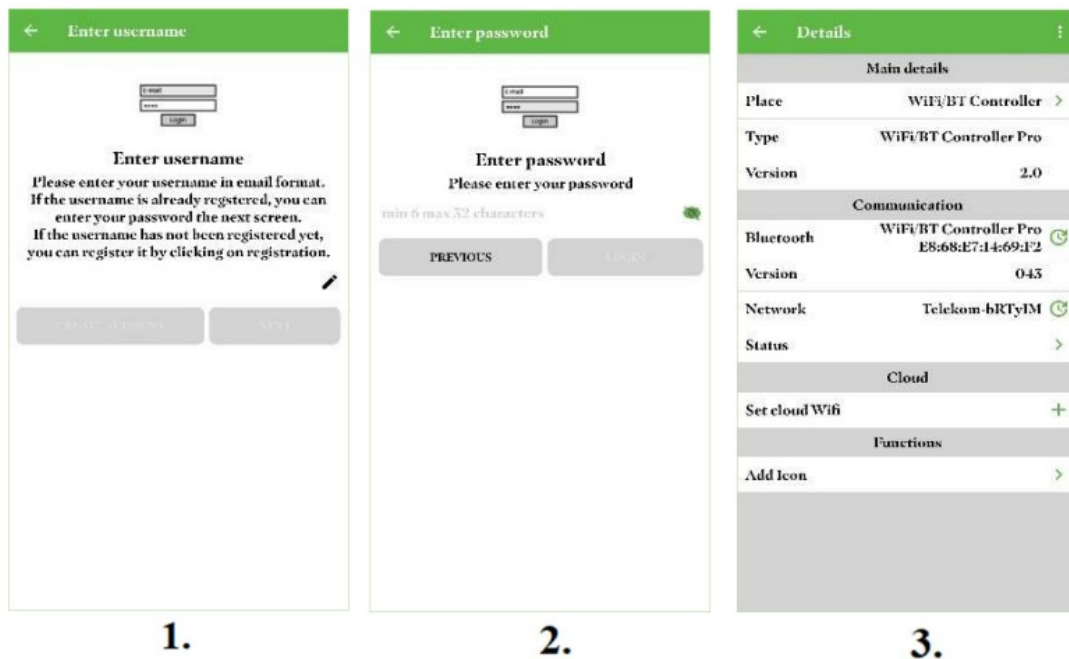 Enter username
E-mail
Login
Enter username
Please enter your username in email format.
If the username is already regstered, you can
enter your password the next screen.
If the username has not been registered yet,
you can register it by clicking on registration.
CREATE ACCOUNT
NEXT
1.
Enter password
E-mail
Login
Enter password
Please enter your password
min 6 max 32 characters
PREVIOUS
LOGIN
2.
Details
Main details
Place WiFi/BT Controller
Type WiFi/BT Controller Pro
Version 2.0
Communication
Bluetooth WiFi/BT Controller Pro
E8:68:E7:14:69:F2
Version 043
Network Telekom-bRTyIM
Status
Cloud
Set cloud Wifi
Functions
Add Icon
3.